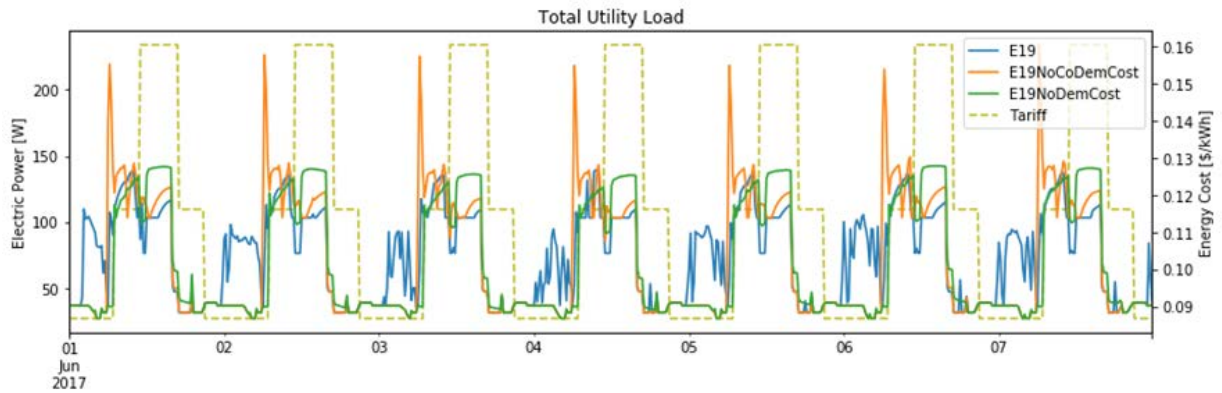 Total Utility Load
Electric Power [W]
200
150
100
50
E19
E19NoCoDemCost
E19NoDemCost
Tariff
0.16
0.15
0.14
0.13
0.12
0.11
0.10
0.09
Energy Cost [$/kWh]
01 02 03 04 05 06 07
Jun
2017